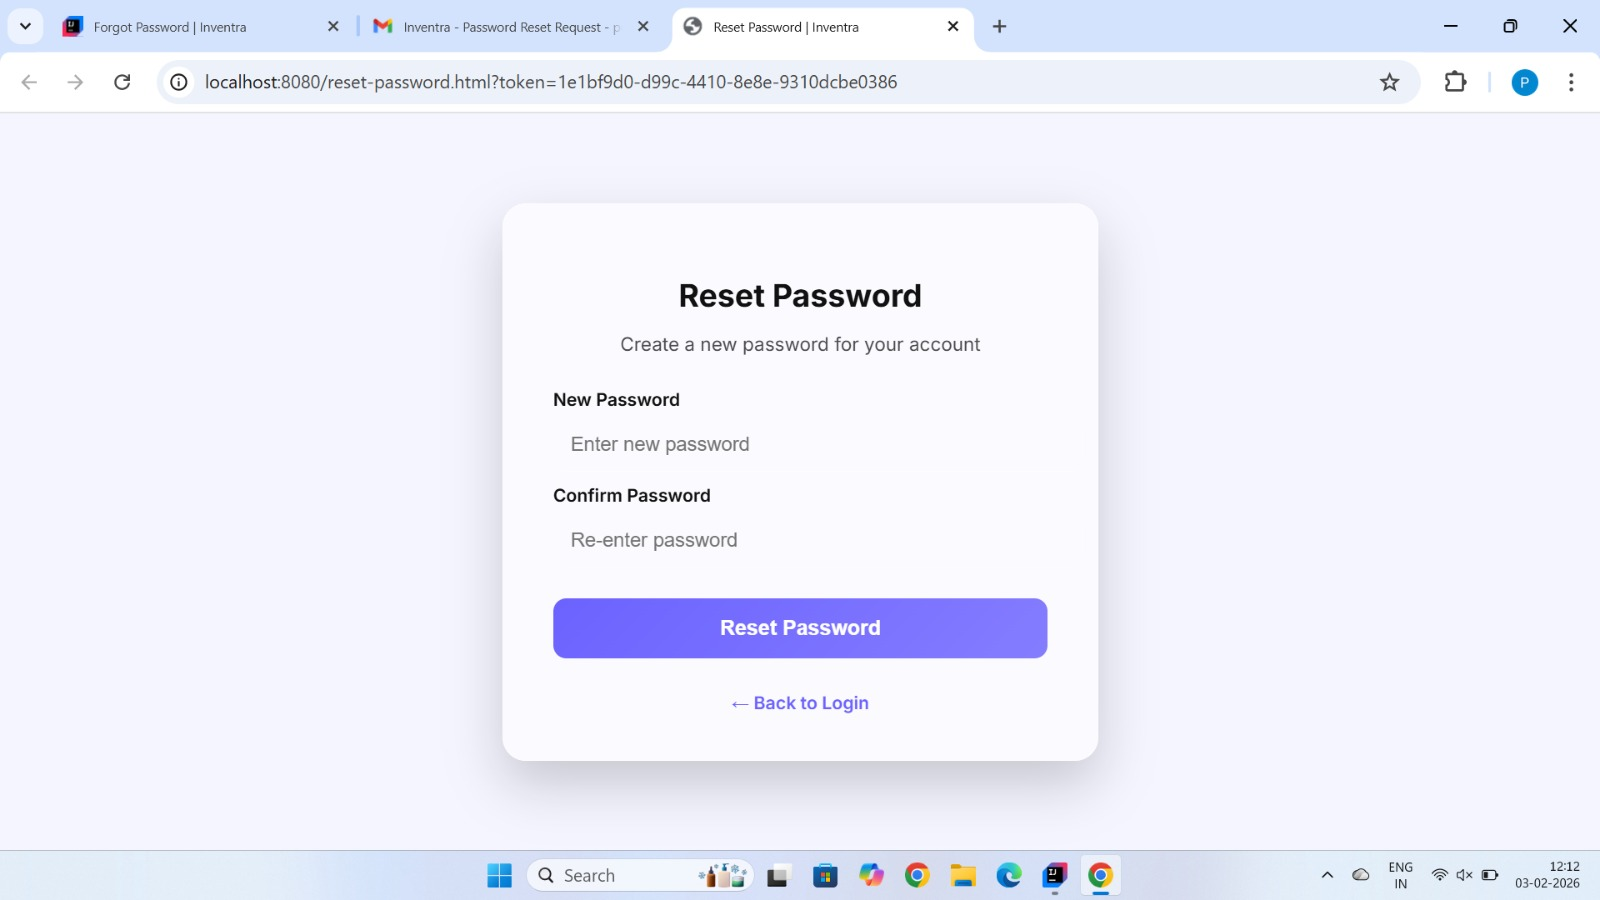 Forgot Password | Inventra
Inventra - Password Reset Request - p
Reset Password | Inventra
localhost:8080/reset-password.html?token=1e1bf9d0-d99c-4410-8e8e-9310dcbe0386
P
Reset Password
Create a new password for your account
New Password
Enter new password
Confirm Password
Re-enter password
Reset Password
← Back to Login
Search
ENG
IN
12:12
03-02-2026